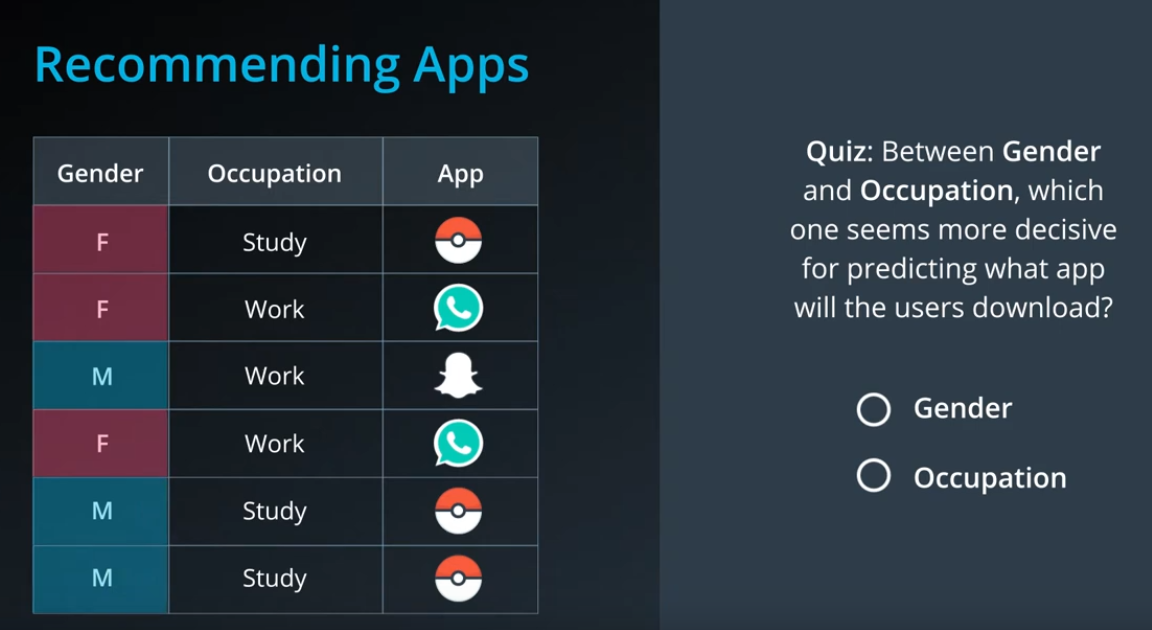 Recommending Apps
Gender Occupation App
F Study
F Work
M Work
F Work
M Study
M Study
Quiz: Between Gender
and Occupation, which
one seems more decisive
for predicting what app
will the users download?
Gender
Occupation